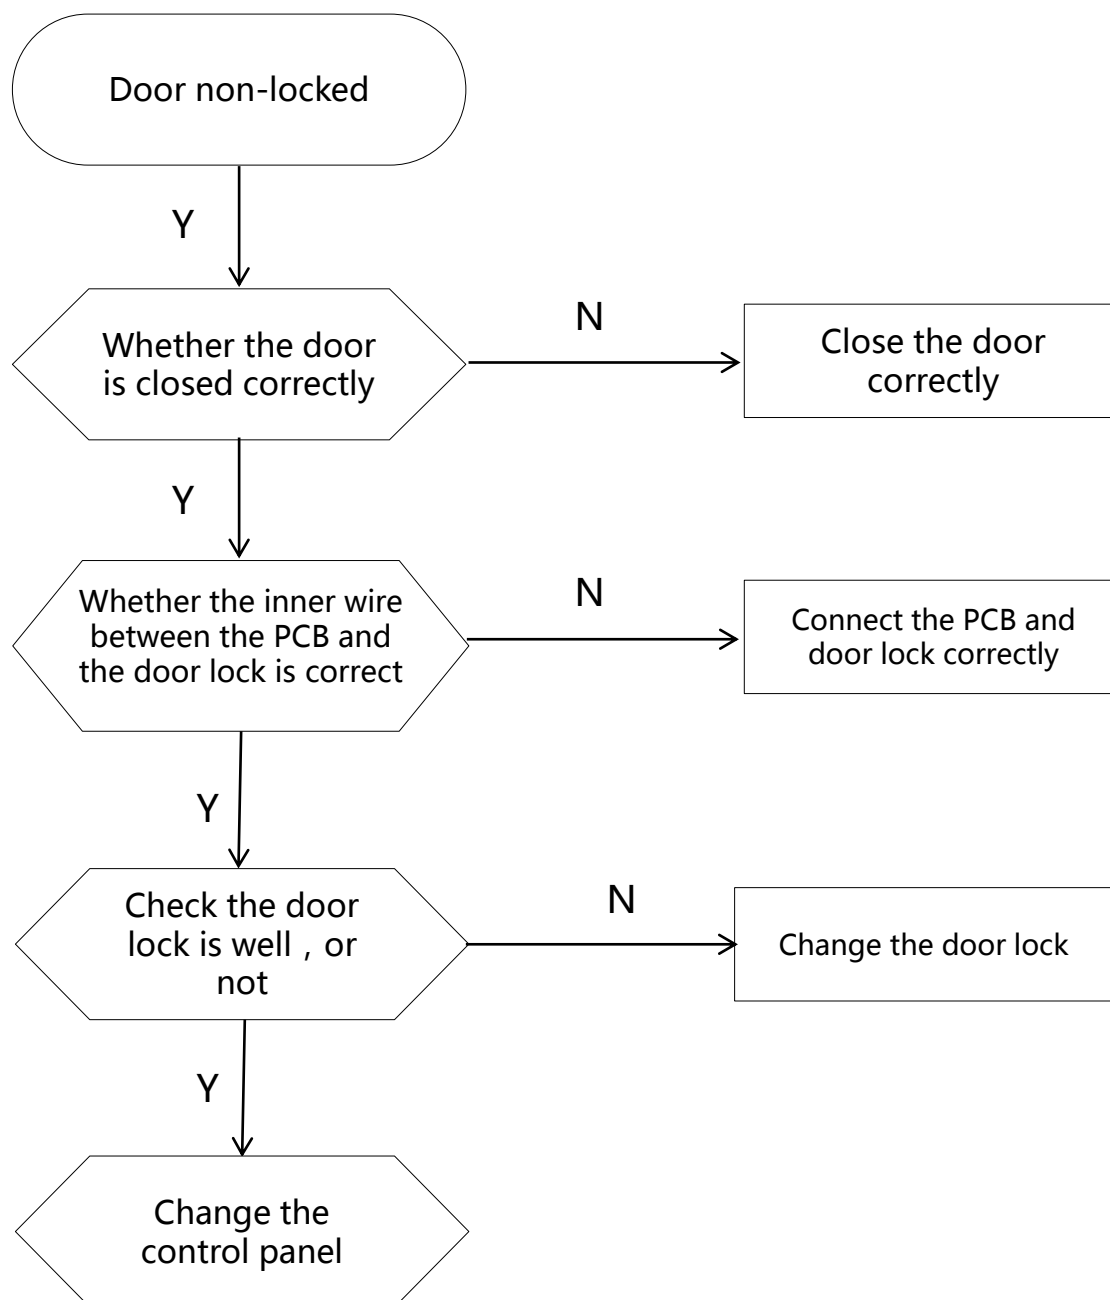 Door non-locked
Y
Whether the door
is closed correctly
N
Close the door
correctly
Y
Whether the inner wire
between the PCB and
the door lock is correct
N
Connect the PCB and
door lock correctly
Y
Check the door
lock is well , or
not
N
Change the door lock
Y
Change the
control panel